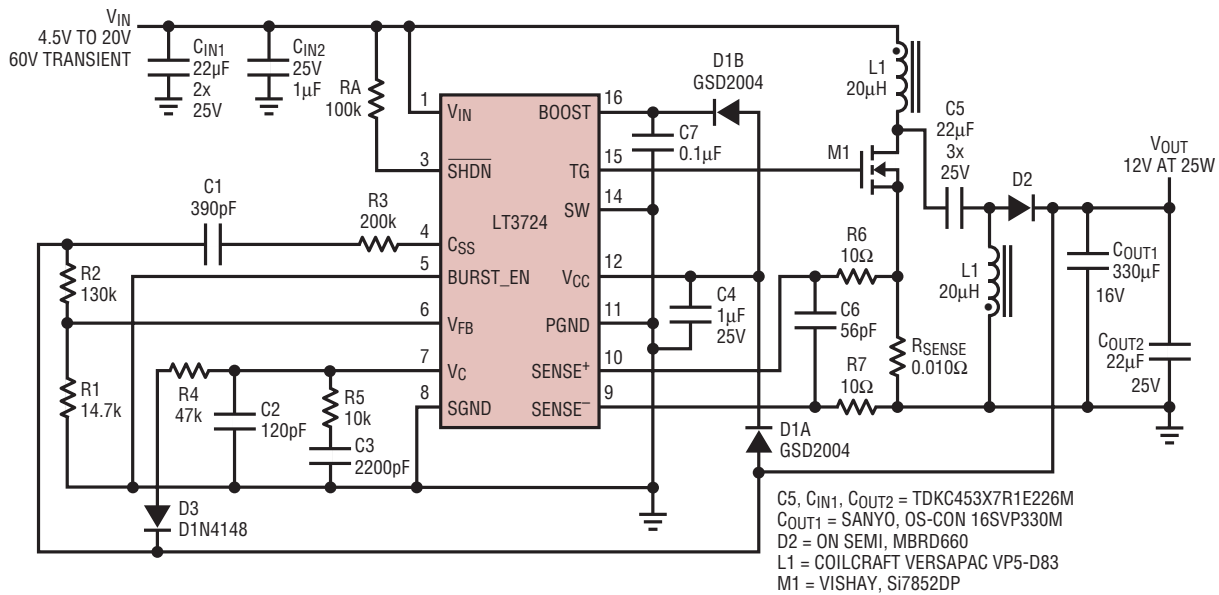 VIN
4.5V TO 20V
60V TRANSIENT
CIN1
22µF
2x
25V
CIN2
25V
1µF
RA
100k
D1B
GSD2004
L1
20µH
C5
22µF
3x
25V
VOUT
12V AT 25W
1
VIN
BOOST
16
C7
0.1µF
M1
D2
3
SHDN
TG
15
C1
390pF
R3
200k
SW
14
LT3724
4
CSS
R2
130k
5
BURST_EN
VCC
12
R6
10Ω
L1
20µH
COUT1
330µF
16V
C4
1µF
25V
C6
56pF
6
VFB
PGND
11
RSENSE
0.010Ω
COUT2
22µF
25V
7
VC
SENSE+
10
R1
14.7k
R4
47k
C2
120pF
R5
10k
C3
2200pF
8
SGND
SENSE–
9
R7
10Ω
D1A
GSD2004
D3
D1N4148
C5, CIN1, COUT2 = TDKC453X7R1E226M
COUT1 = SANYO, OS-CON 16SVP330M
D2 = ON SEMI, MBRD660
L1 = COILCRAFT VERSAPAC VP5-D83
M1 = VISHAY, Si7852DP